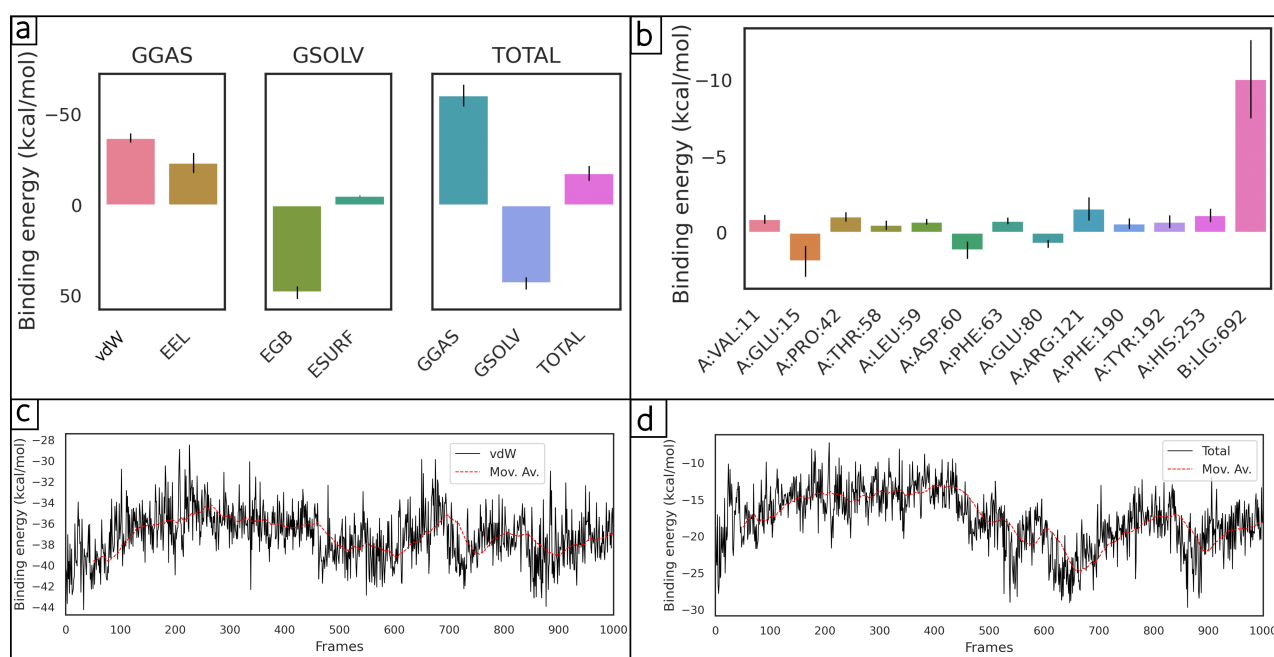 a
GGAS
GSOLV
TOTAL
Binding energy (kcal/mol)
−50
0
50
vdW
EEL
EGB
ESURF
GGAS
GSOLV
TOTAL
b
Binding energy (kcal/mol)
−10
−5
0
A:VAL:11
A:GLU:15
A:PRO:42
A:THR:58
A:LEU:59
A:ASP:60
A:PHE:63
A:GLU:80
A:ARG:121
A:PHE:190
A:TYR:192
A:HIS:253
B:LIG:692
c
Binding energy (kcal/mol)
−28
−30
−32
−34
−36
−38
−40
−42
−44
vdW
Mov. Av.
0 100 200 300 400 500 600 700 800 900 1000
Frames
d
Binding energy (kcal/mol)
−10
−15
−20
−25
−30
Total
Mov. Av.
0 100 200 300 400 500 600 700 800 900 1000
Frames